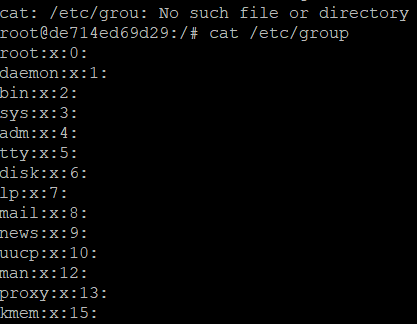 cat: /etc/grou: No such file or directory
root@de714ed69d29:/# cat /etc/group
root:x:0:
daemon:x:1:
bin:x:2:
sys:x:3:
adm:x:4:
tty:x:5:
disk:x:6:
lp:x:7:
mail:x:8:
news:x:9:
uucp:x:10:
man:x:12:
proxy:x:13:
kmem:x:15: